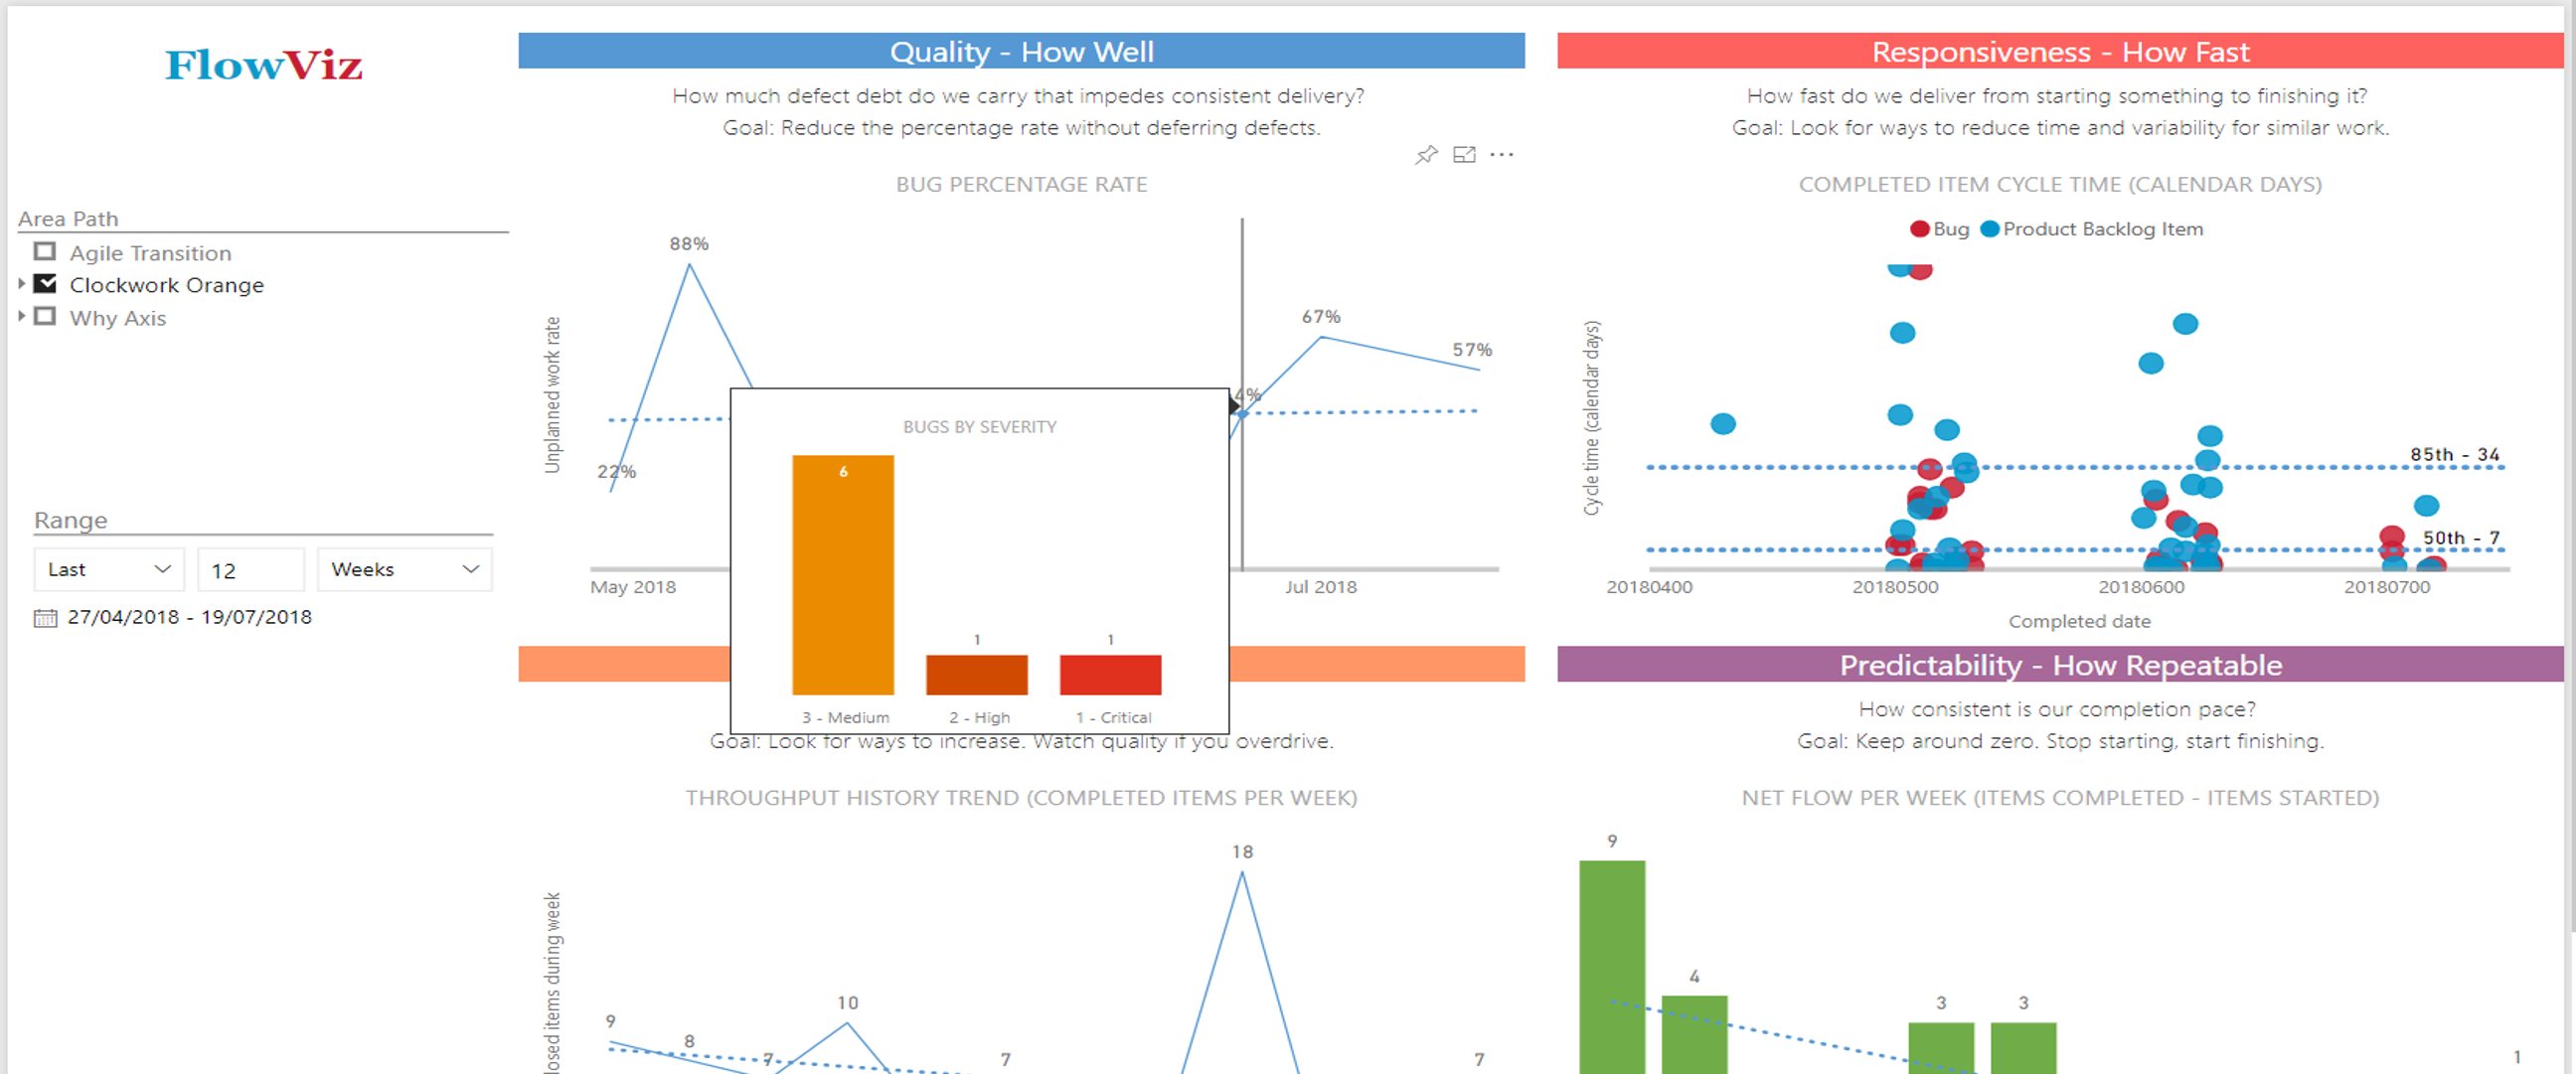 FlowViz
Area Path
Agile Transition
Clockwork Orange
Why Axis
Range
Last
12
Weeks
27/04/2018 - 19/07/2018
Quality - How Well
How much defect debt do we carry that impedes consistent delivery?
Goal: Reduce the percentage rate without deferring defects.
BUG PERCENTAGE RATE
Unplanned work rate
88%
67%
57%
4%
22%
May 2018
Jul 2018
BUGS BY SEVERITY
6
1
1
3 - Medium
2 - High
1 - Critical
Responsiveness - How Fast
How fast do we deliver from starting something to finishing it?
Goal: Look for ways to reduce time and variability for similar work.
COMPLETED ITEM CYCLE TIME (CALENDAR DAYS)
Bug
Product Backlog Item
Cycle time (calendar days)
85th - 34
50th - 7
20180400
20180500
20180600
20180700
Completed date
Goal: Look for ways to increase. Watch quality if you overdrive.
THROUGHPUT HISTORY TREND (COMPLETED ITEMS PER WEEK)
losed items during week
18
10
9
8
7
7
7
Predictability - How Repeatable
How consistent is our completion pace?
Goal: Keep around zero. Stop starting, start finishing.
NET FLOW PER WEEK (ITEMS COMPLETED - ITEMS STARTED)
9
4
3
3
1